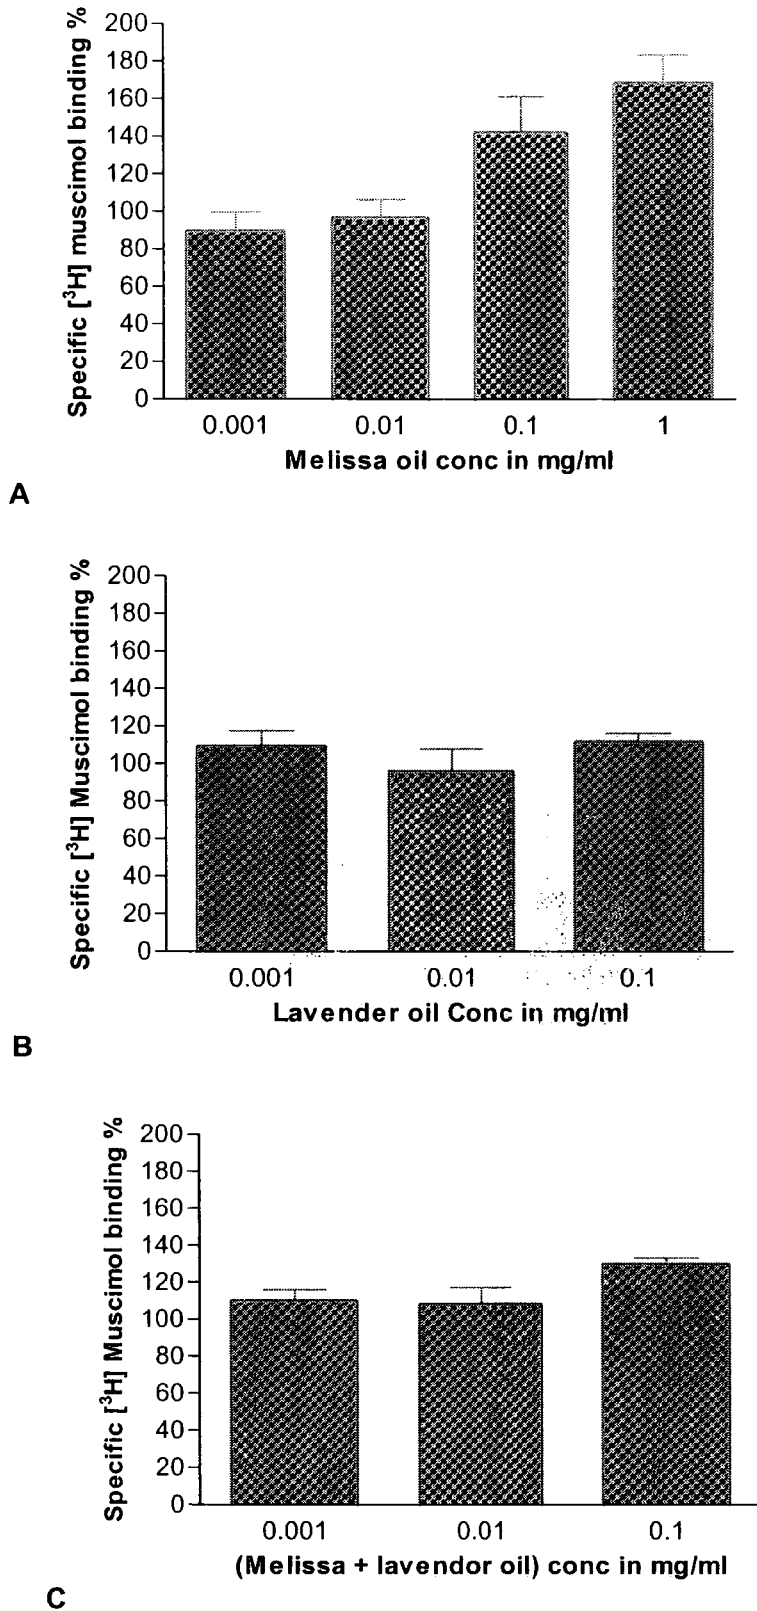 Specific [³H] muscimol binding %
200
180
160
140
120
100
80
60
40
20
0
0.001 0.01 0.1 1
Melissa oil conc in mg/ml
A
Specific [³H] Muscimol binding %
200
180
160
140
120
100
80
60
40
20
0
0.001 0.01 0.1
Lavender oil Conc in mg/ml
B
Specific [³H] Muscimol binding %
200
180
160
140
120
100
80
60
40
20
0
0.001 0.01 0.1
(Melissa + lavendor oil) conc in mg/ml
C